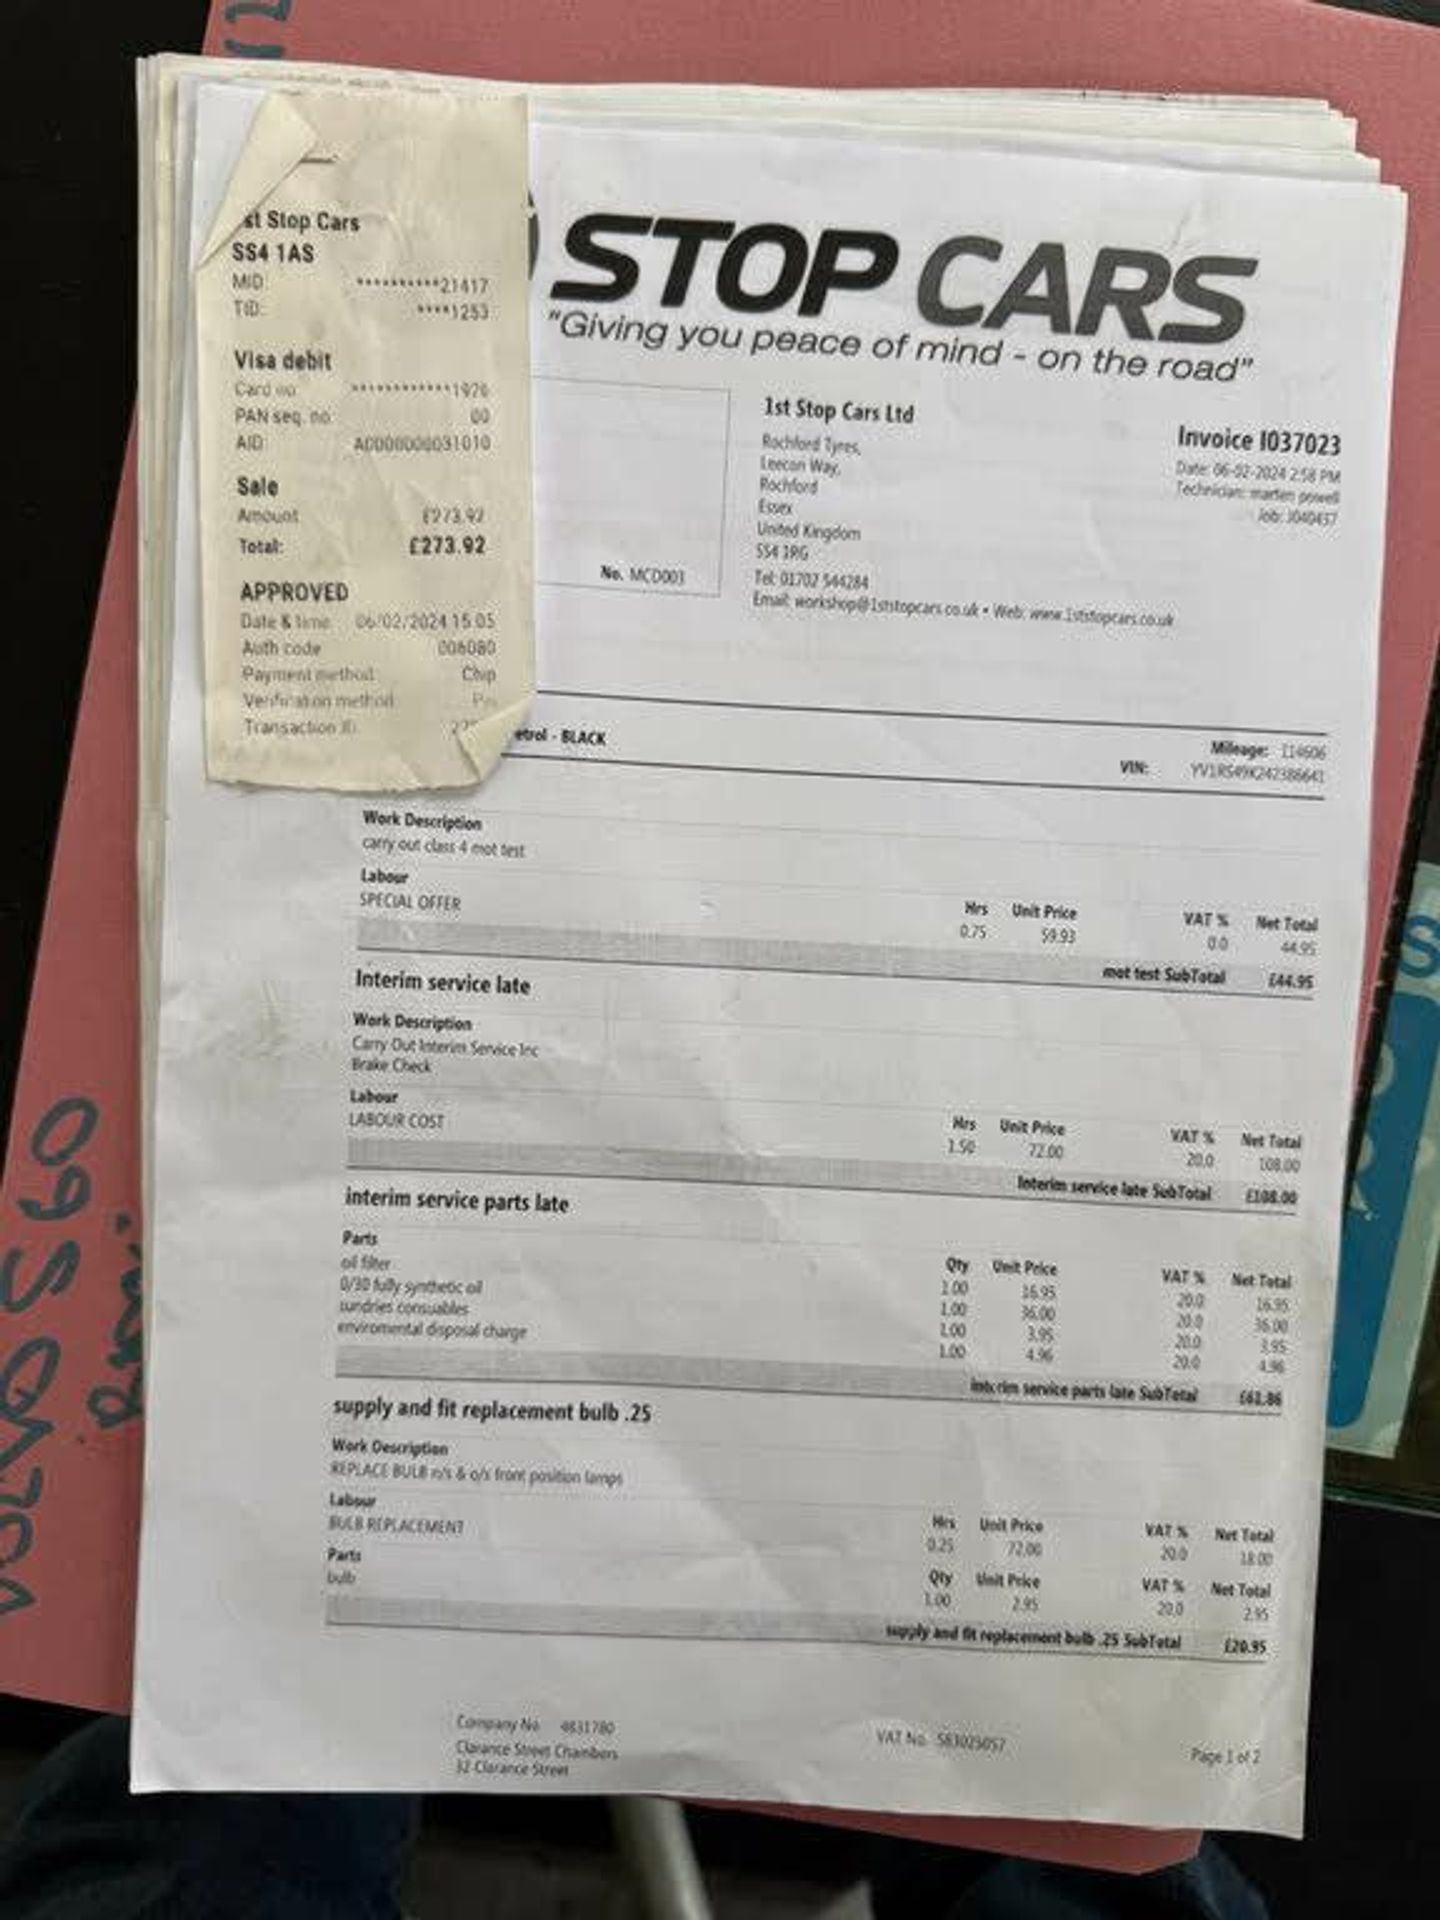 st Stop Cars
SS4 1AS
MID: **********21417
TID: ****1253
Visa debit
Card no. ************1926
PAN seq. no. 00
AID: A0000000031010
Sale
Amount £273.92
Total: £273.92
APPROVED
Date & time 06/02/2024 15:05
Auth code 006080
Payment method Chip
Verification method
Transaction
STOP CARS
"Giving you peace of mind - on the road"
No. MCD003
1st Stop Cars Ltd
Rochford Tyres,
Leecon Way,
Rochford
Essex
United Kingdom
SS4 1RG
Tel: 01702 544284
Email: workshop@1ststopcars.co.uk • Web: www.1ststopcars.co.uk
Invoice I037023
Date: 06-02-2024 2:58 PM
Technician: marten powell
Job: J040437
etrol - BLACK
Mileage: 114606
VIN: YV1RS49K242386641
Work Description
carry out class 4 mot test
Labour Hrs Unit Price VAT % Net Total
SPECIAL OFFER 0.75 59.93 0.0 44.95
mot test SubTotal £44.95
Interim service late
Work Description
Carry Out Interim Service Inc
Brake Check
Labour Hrs Unit Price VAT % Net Total
LABOUR COST 1.50 72.00 20.0 108.00
Interim service late SubTotal £108.00
interim service parts late
Parts Qty Unit Price VAT % Net Total
oil filter 1.00 16.95 20.0 16.95
0/30 fully synthetic oil 1.00 36.00 20.0 36.00
sundries consuables 1.00 3.95 20.0 3.95
enviromental disposal charge 1.00 4.96 20.0 4.96
interim service parts late SubTotal £61.86
supply and fit replacement bulb .25
Work Description
REPLACE BULB n/s & o/s front position lamps
Labour Hrs Unit Price VAT % Net Total
BULB REPLACEMENT 0.25 72.00 20.0 18.00
Parts Qty Unit Price VAT % Net Total
bulb 1.00 2.95 20.0 2.95
supply and fit replacement bulb .25 SubTotal £20.95
Company No. 4831780
Clarance Street Chambers
32 Clarance Street
VAT No. 583025057
Page 1 of 2
VOLVO S60